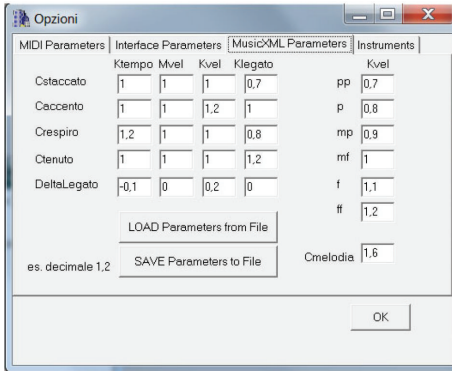 Opzioni
MIDI Parameters Interface Parameters MusicXML Parameters Instruments
Ktempo Mvel Kvel Klegato Kvel
Cstaccato 1 1 1 0,7 pp 0,7
Caccento 1 1 1,2 1 p 0,8
Crespiro 1,2 1 1 0,8 mp 0,9
Ctenuto 1 1 1 1,2 mf 1
DeltaLegato -0,1 0 0,2 0 f 1,1
ff 1,2
LOAD Parameters from File
es. decimale 1,2 SAVE Parameters to File Cmelodia 1,6
OK